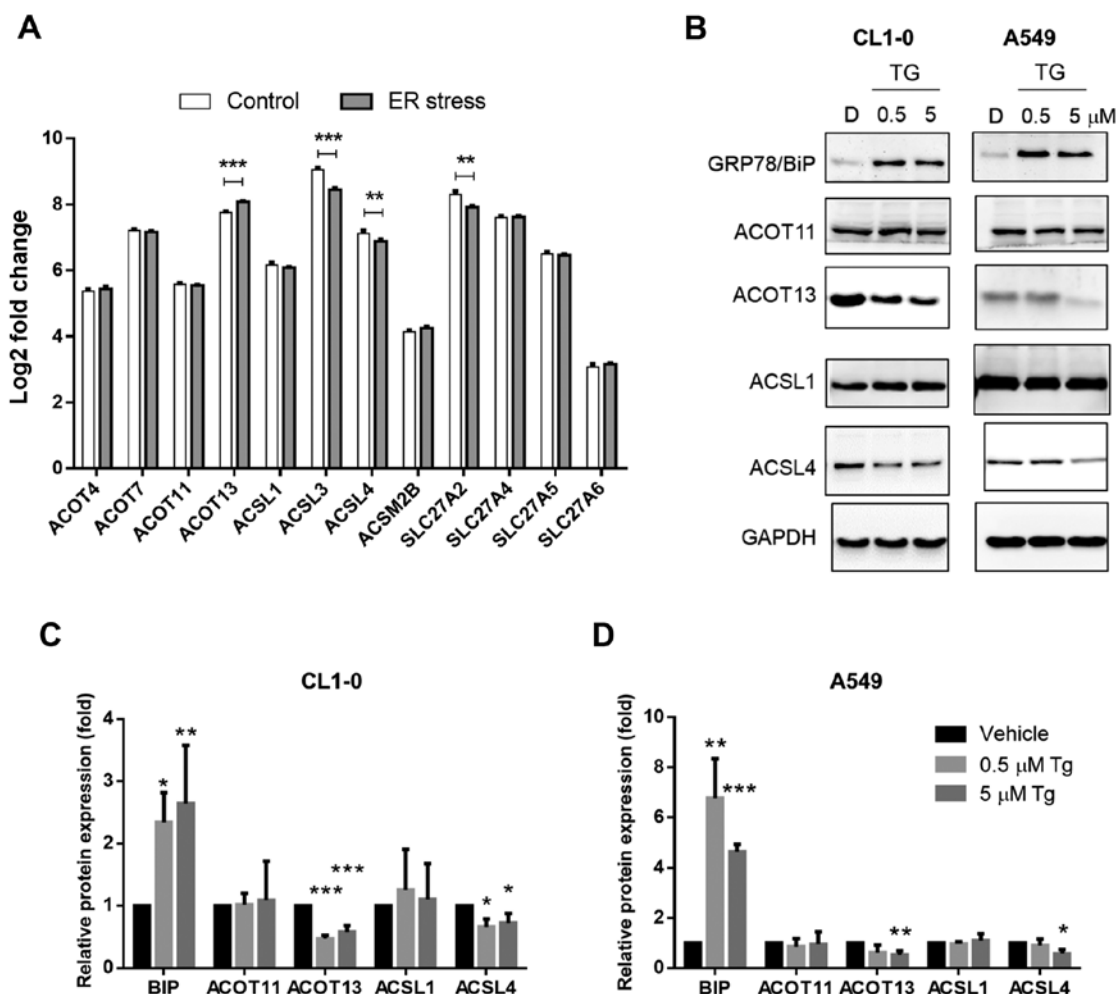 A
Control
ER stress
Log2 fold change
10
8
6
4
2
0
***
***
**
**
ACOT4
ACOT7
ACOT11
ACOT13
ACSL1
ACSL3
ACSL4
ACSM2B
SLC27A2
SLC27A4
SLC27A5
SLC27A6
B
CL1-0
A549
TG
TG
D 0.5 5
D 0.5 5 μM
GRP78/BiP
ACOT11
ACOT13
ACSL1
ACSL4
GAPDH
C
CL1-0
Relative protein expression (fold)
4
3
2
1
0
*
**
***
***
*
*
BIP ACOT11 ACOT13 ACSL1 ACSL4
D
A549
Relative protein expression (fold)
10
8
6
4
2
0
**
***
**
*
Vehicle
0.5 μM Tg
5 μM Tg
BIP ACOT11 ACOT13 ACSL1 ACSL4